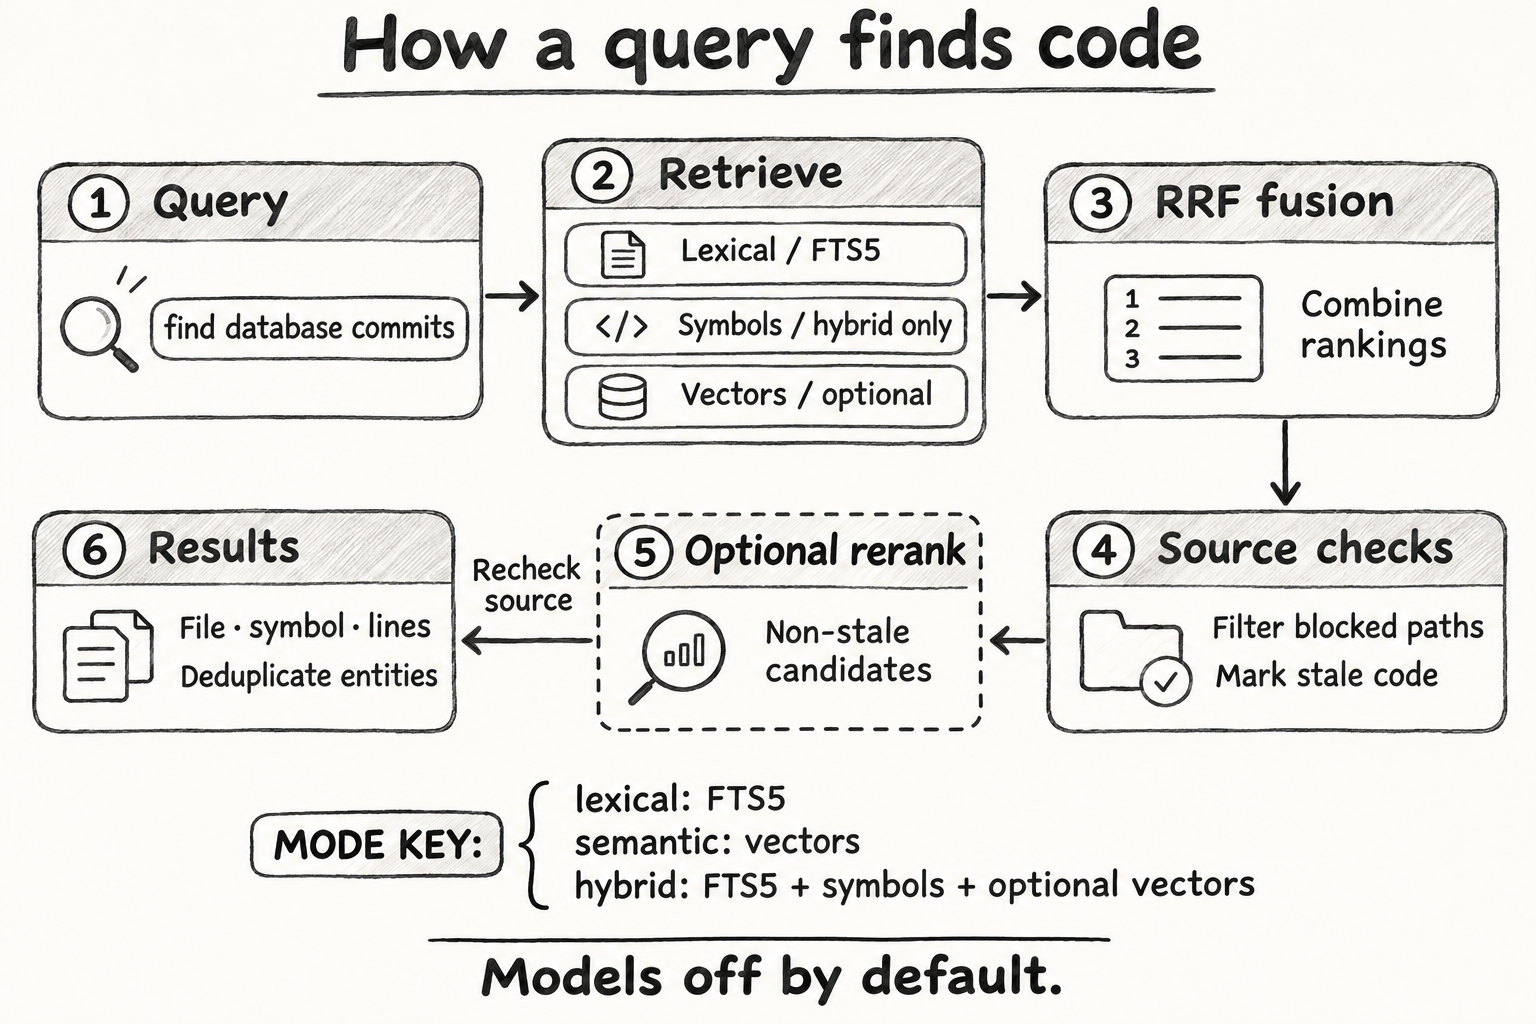 How a query finds code
1 Query
find database commits
2 Retrieve
Lexical / FTS5
</> Symbols / hybrid only
Vectors / optional
3 RRF fusion
1
2
3
Combine
rankings
4 Source checks
Filter blocked paths
Mark stale code
5 Optional rerank
Non-stale
candidates
Recheck
source
6 Results
File · symbol · lines
Deduplicate entities
MODE KEY:
lexical: FTS5
semantic: vectors
hybrid: FTS5 + symbols + optional vectors
Models off by default.